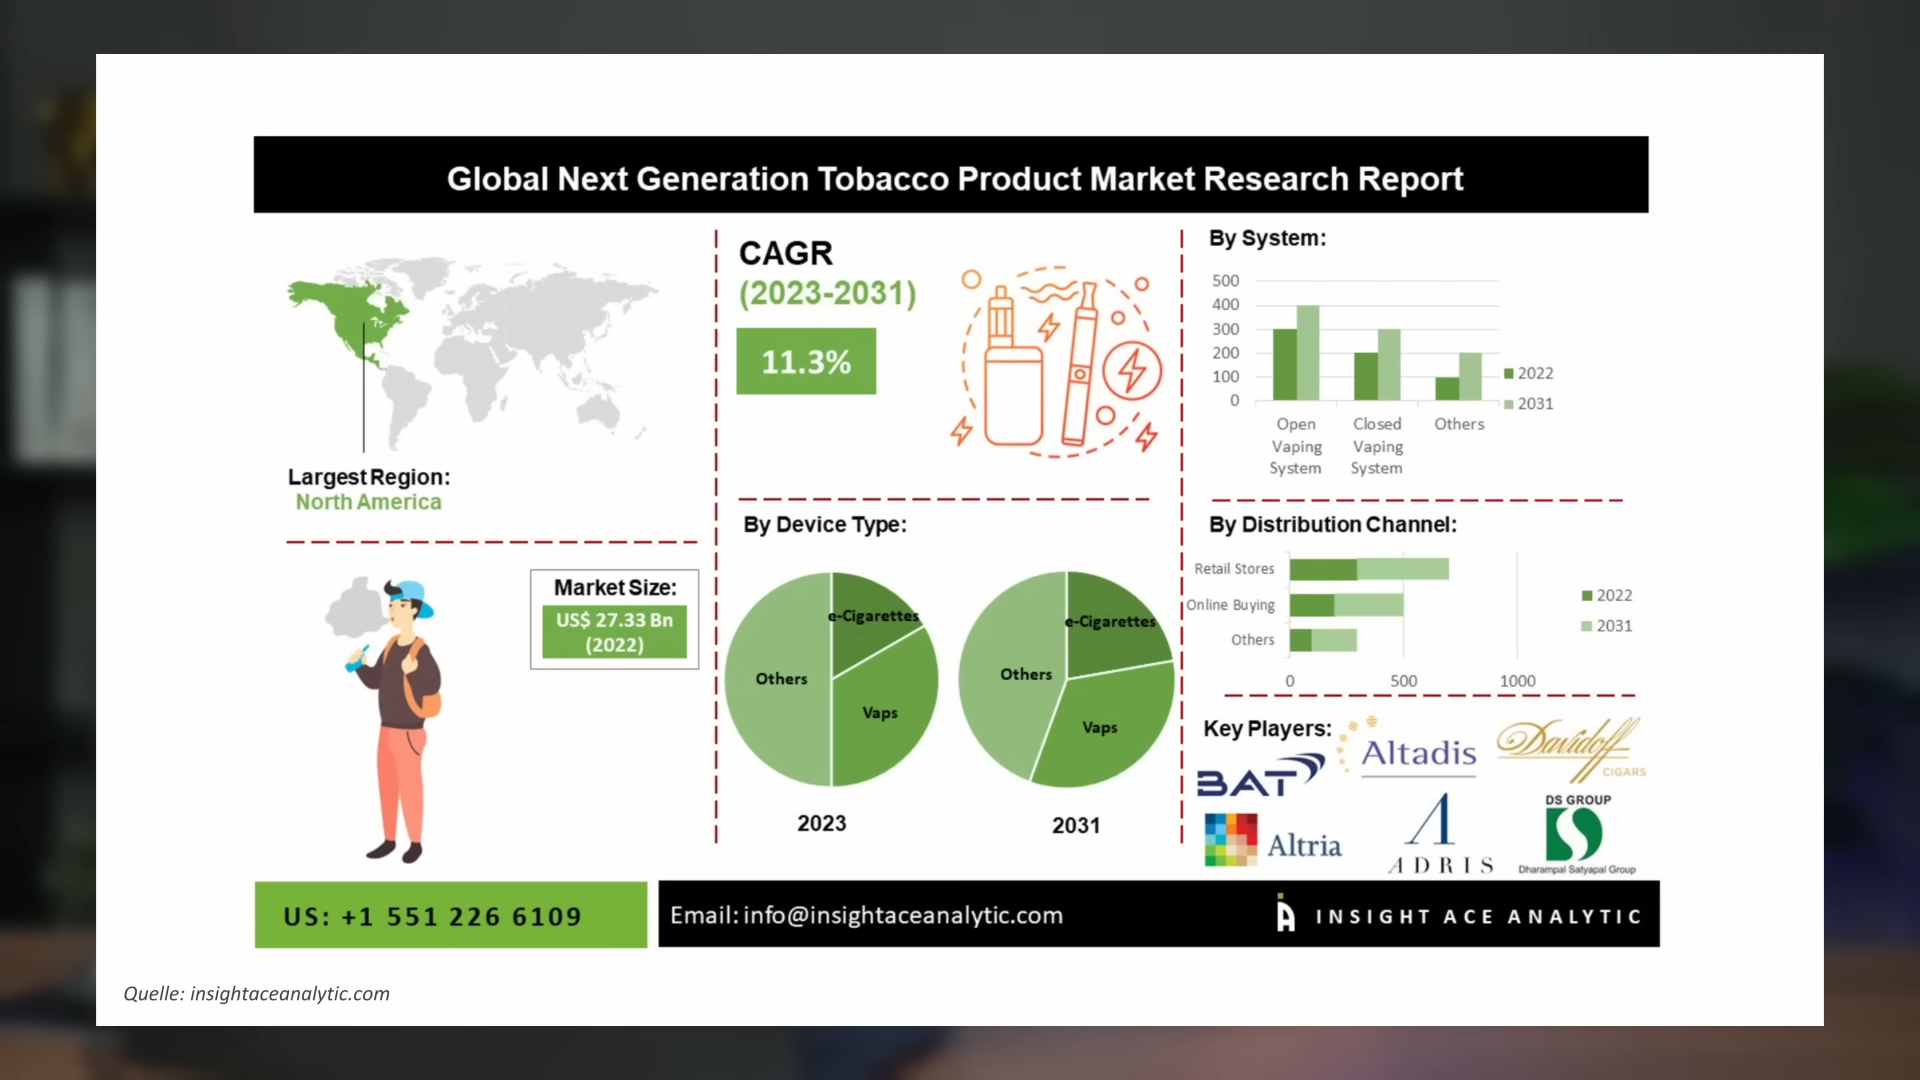 Global Next Generation Tobacco Product Market Research Report
Largest Region:
North America
Market Size:
US$ 27.33 Bn
(2022)
CAGR
(2023-2031)
11.3%
By Device Type:
e-Cigarettes
Others
Vaps
2023
e-Cigarettes
Others
Vaps
2031
By System:
500
400
300
200
100
0
Open
Vaping
System
Closed
Vaping
System
Others
2022
2031
By Distribution Channel:
Retail Stores
Online Buying
Others
0 500 1000
2022
2031
Key Players:
BAT
Altadis
Davidoff
CIGARS
Altria
ADRIS
DS GROUP
Dharampal Satyapal Group
US: +1 551 226 6109
Email: info@insightaceanalytic.com
INSIGHT ACE ANALYTIC
Quelle: insightaceanalytic.com